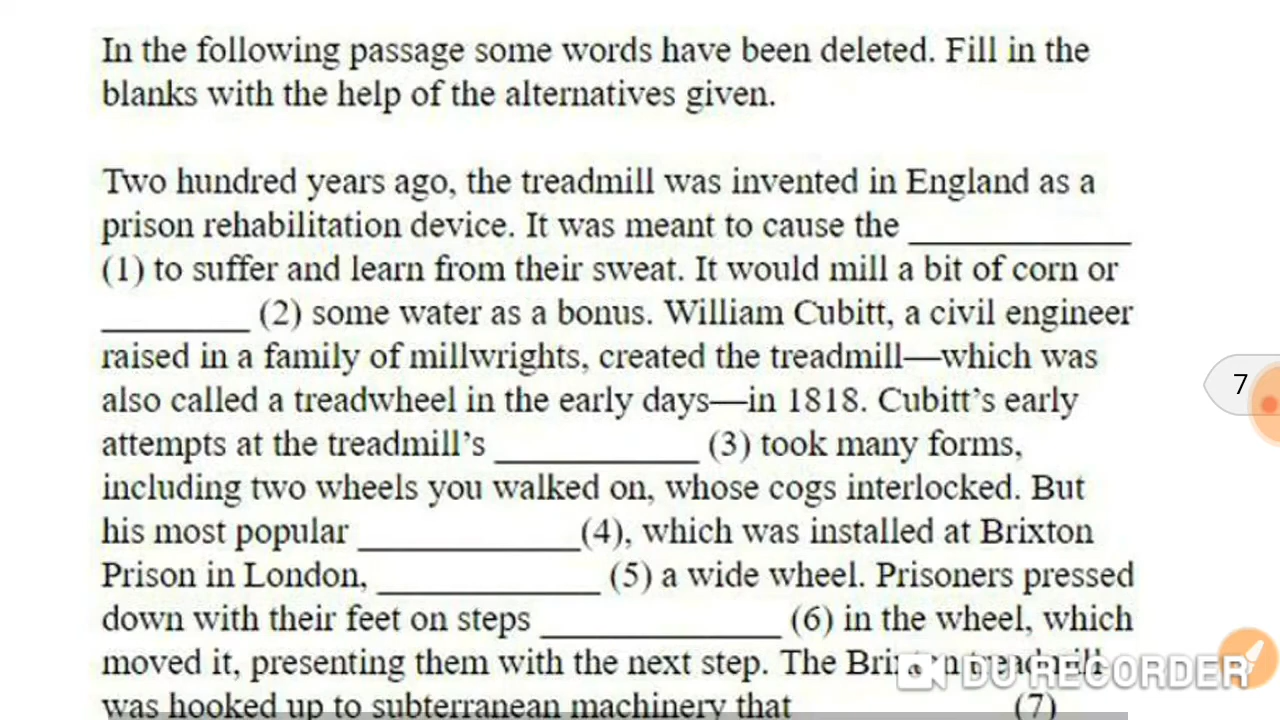 In the following passage some words have been deleted. Fill in the
blanks with the help of the alternatives given.
Two hundred years ago, the treadmill was invented in England as a
prison rehabilitation device. It was meant to cause the ____________
(1) to suffer and learn from their sweat. It would mill a bit of corn or
________ (2) some water as a bonus. William Cubitt, a civil engineer
raised in a family of millwrights, created the treadmill—which was
also called a treadwheel in the early days—in 1818. Cubitt’s early
attempts at the treadmill’s ___________ (3) took many forms,
including two wheels you walked on, whose cogs interlocked. But
his most popular ____________(4), which was installed at Brixton
Prison in London, ____________ (5) a wide wheel. Prisoners pressed
down with their feet on steps _____________ (6) in the wheel, which
moved it, presenting them with the next step. The Brixton treadmill
was hooked up to subterranean machinery that ____________ (7)
7
DU RECORDER